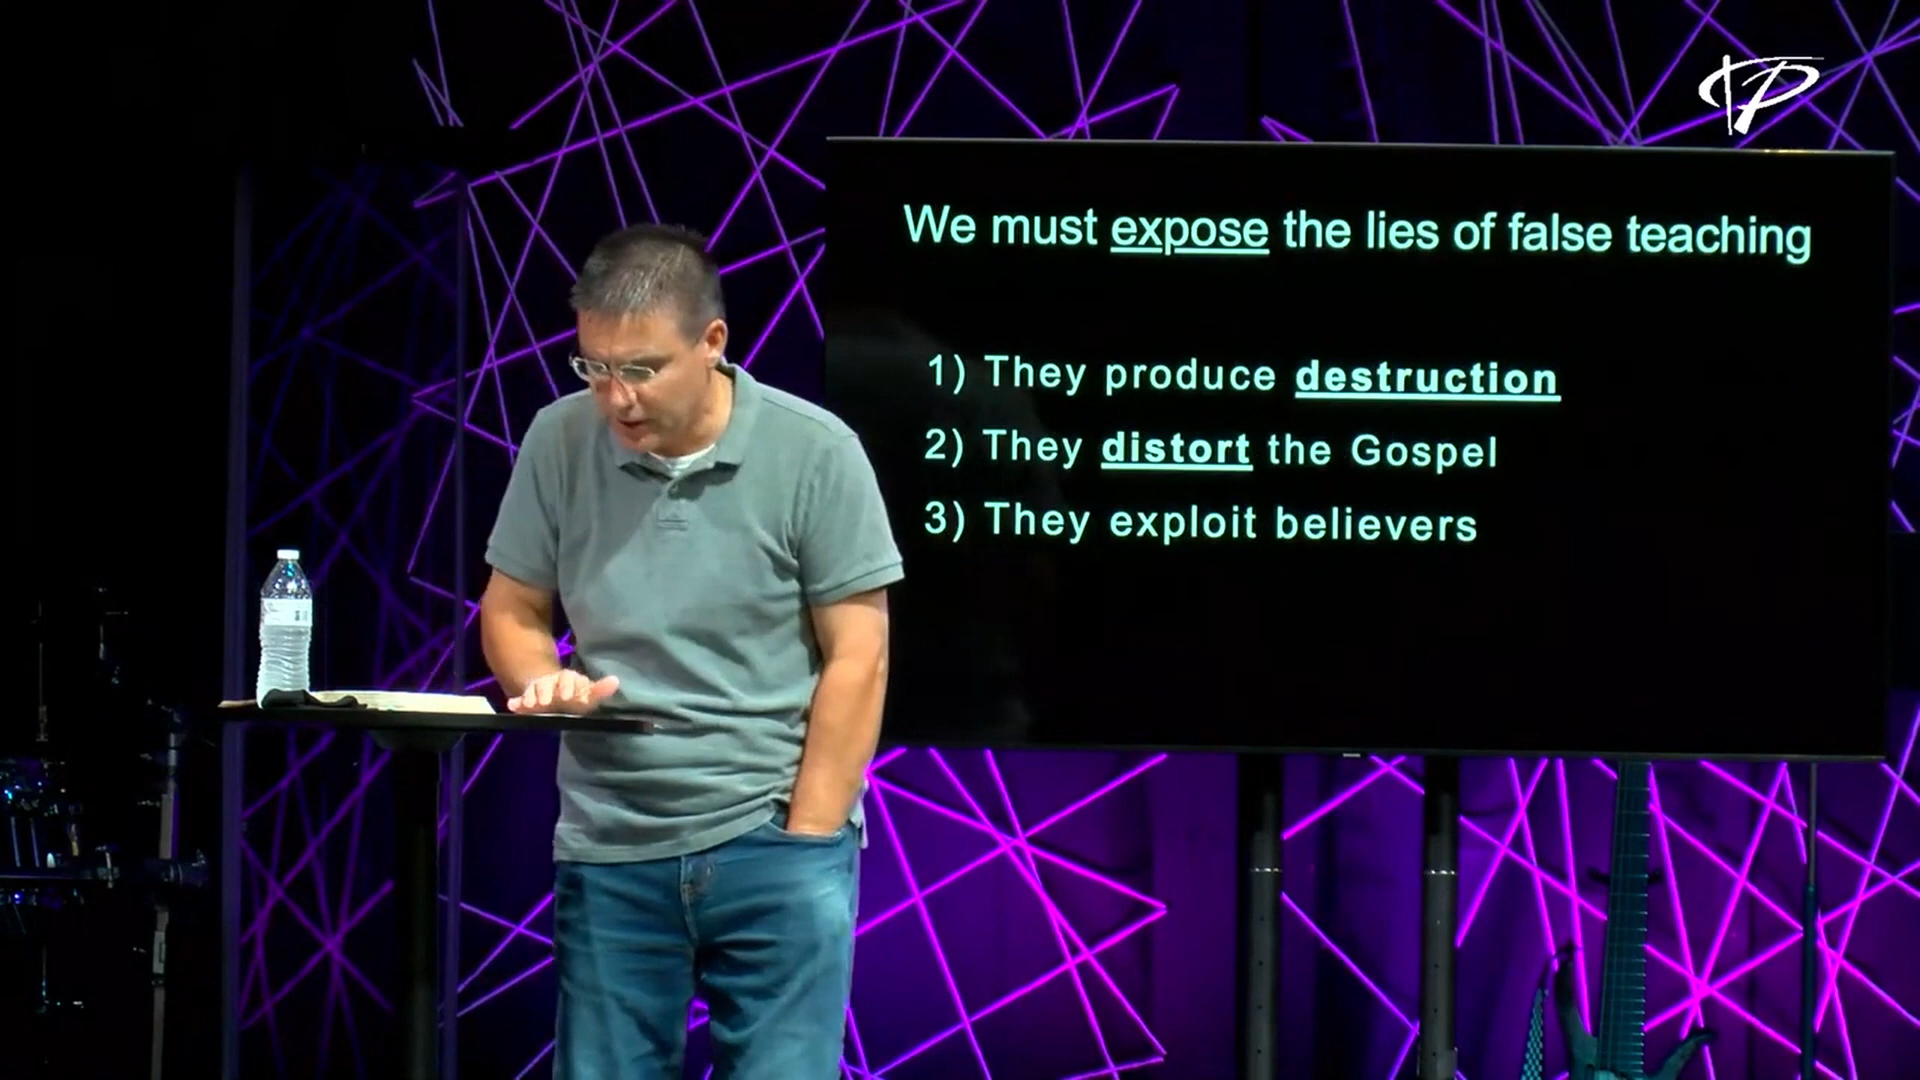 We must expose the lies of false teaching
1) They produce destruction
2) They distort the Gospel
3) They exploit believers